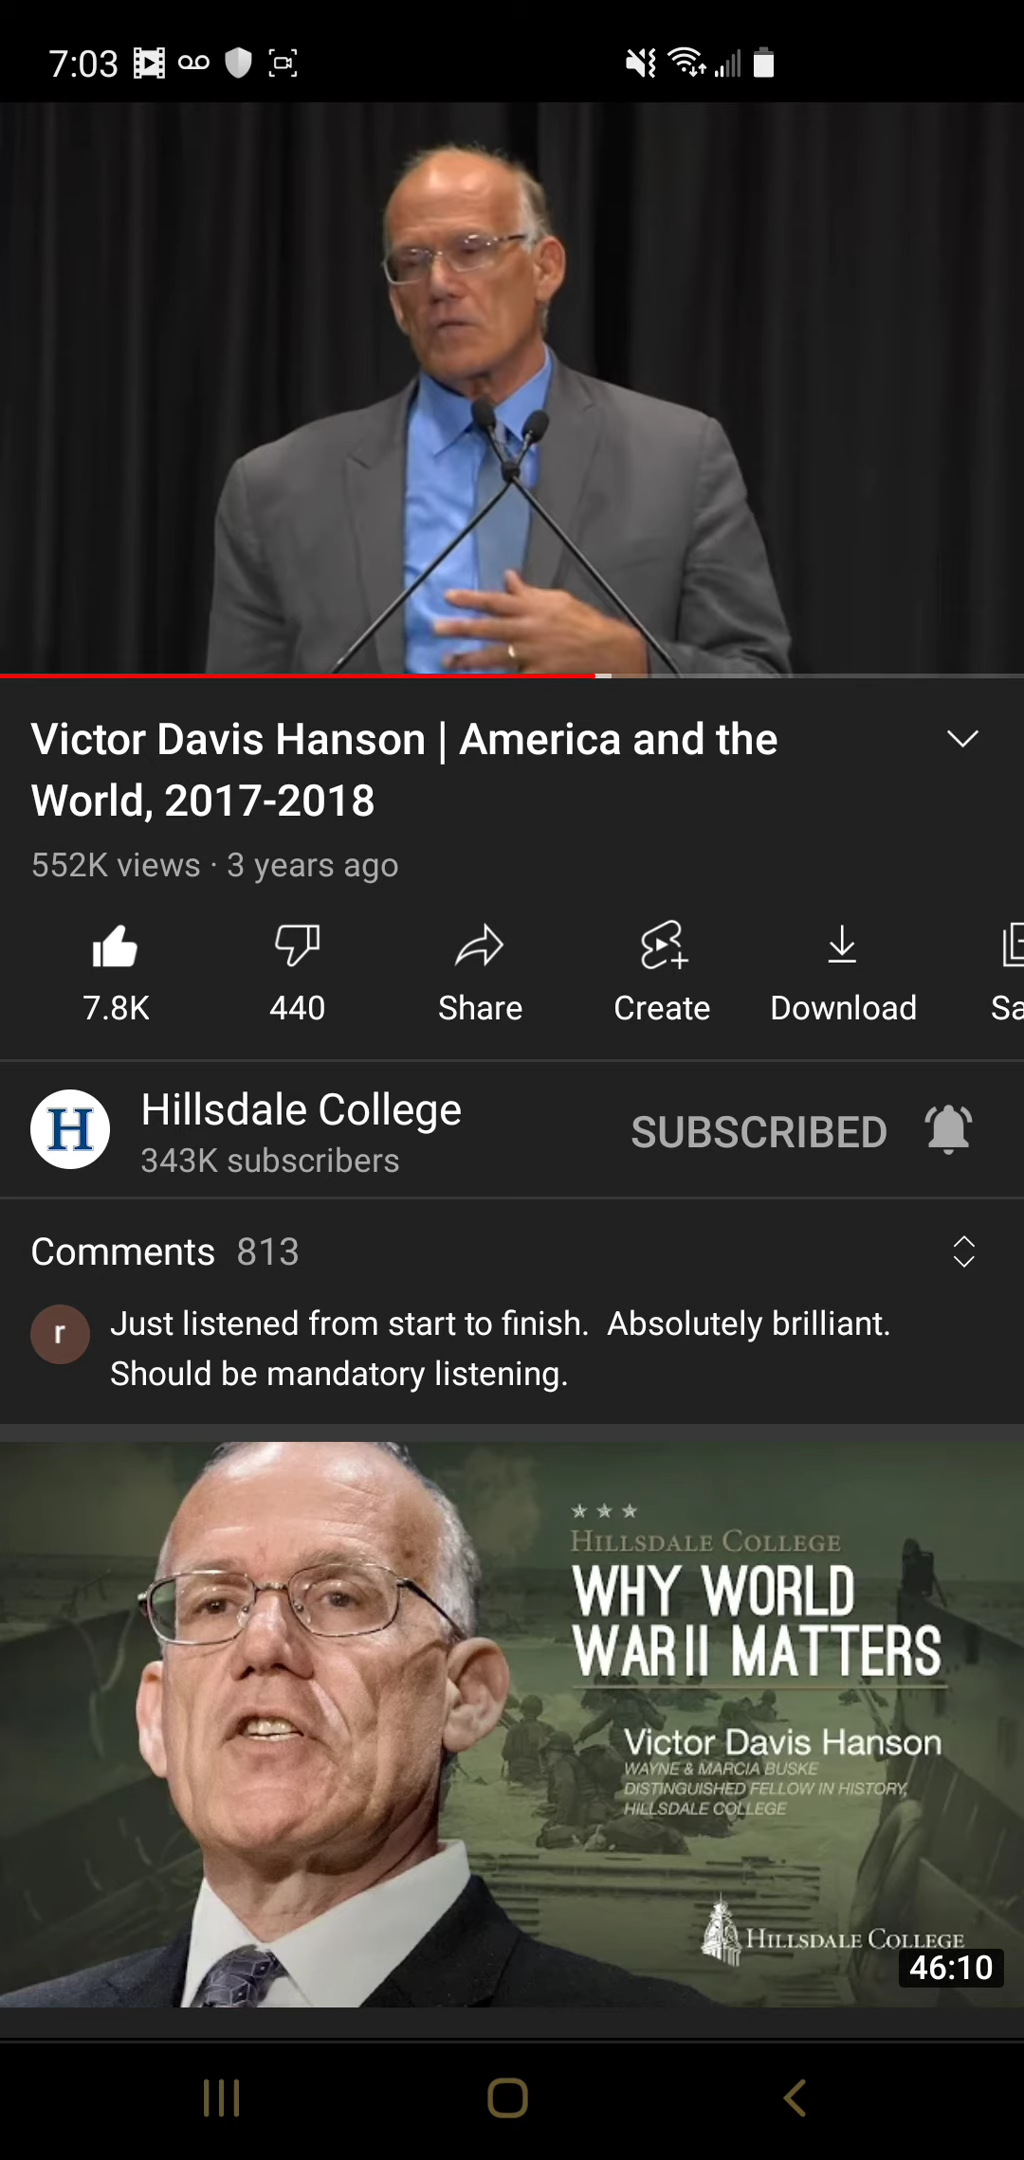 7:03
Victor Davis Hanson | America and the
World, 2017-2018
552K views · 3 years ago
7.8K
440
Share
Create
Download
Sa
H
Hillsdale College
343K subscribers
SUBSCRIBED
Comments 813
r
Just listened from start to finish.  Absolutely brilliant.
Should be mandatory listening.
HILLSDALE COLLEGE
WHY WORLD
WAR II MATTERS
Victor Davis Hanson
WAYNE & MARCIA BUSKE
DISTINGUISHED FELLOW IN HISTORY,
HILLSDALE COLLEGE
HILLSDALE COLLEGE
46:10